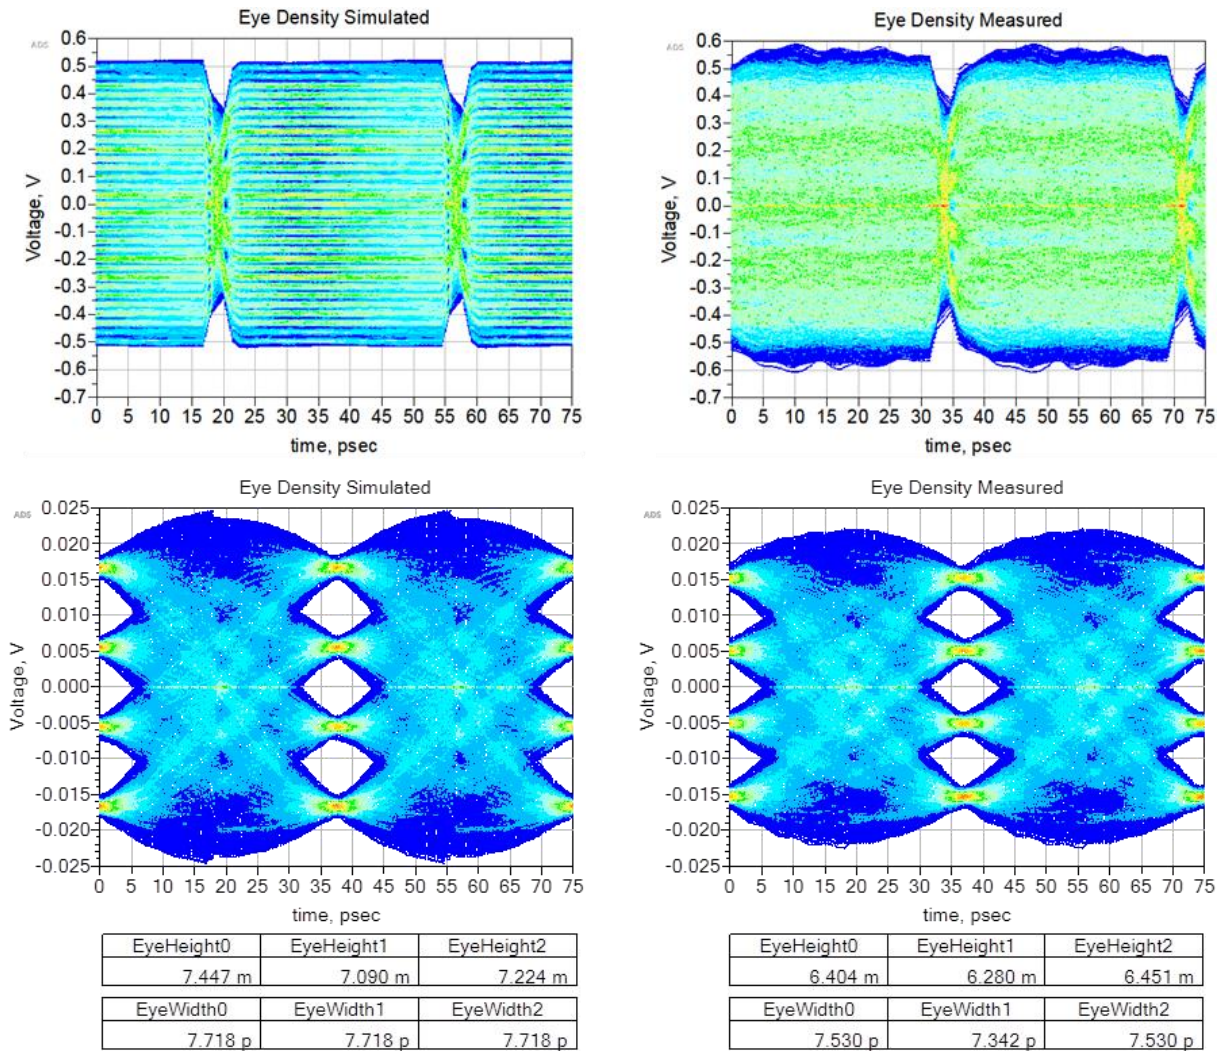 Eye Density Simulated
ADS
0.6
0.5
0.4
0.3
0.2
0.1
0.0
-0.1
-0.2
-0.3
-0.4
-0.5
-0.6
-0.7
Voltage, V
0 5 10 15 20 25 30 35 40 45 50 55 60 65 70 75
time, psec
Eye Density Measured
ADS
0.6
0.5
0.4
0.3
0.2
0.1
0.0
-0.1
-0.2
-0.3
-0.4
-0.5
-0.6
-0.7
Voltage, V
0 5 10 15 20 25 30 35 40 45 50 55 60 65 70 75
time, psec
Eye Density Simulated
ADS
0.025
0.020
0.015
0.010
0.005
0.000
-0.005
-0.010
-0.015
-0.020
-0.025
Voltage, V
0 5 10 15 20 25 30 35 40 45 50 55 60 65 70 75
time, psec
EyeHeight0 EyeHeight1 EyeHeight2
7.447 m 7.090 m 7.224 m
EyeWidth0 EyeWidth1 EyeWidth2
7.718 p 7.718 p 7.718 p
Eye Density Measured
ADS
0.025
0.020
0.015
0.010
0.005
0.000
-0.005
-0.010
-0.015
-0.020
-0.025
Voltage, V
0 5 10 15 20 25 30 35 40 45 50 55 60 65 70 75
time, psec
EyeHeight0 EyeHeight1 EyeHeight2
6.404 m 6.280 m 6.451 m
EyeWidth0 EyeWidth1 EyeWidth2
7.530 p 7.342 p 7.530 p